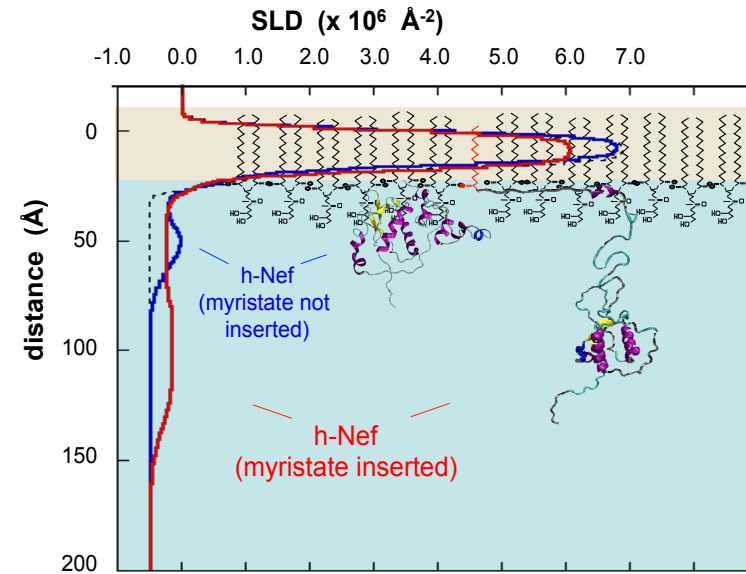 SLD (x 10⁶ Å⁻²)
-1.0 0.0 1.0 2.0 3.0 4.0 5.0 6.0 7.0
distance (Å)
0
50
100
150
200
h-Nef
(myristate not
inserted)
h-Nef
(myristate inserted)